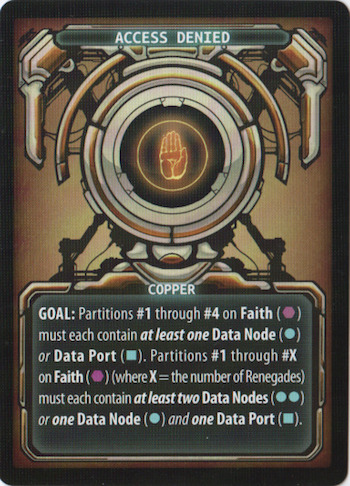 ACCESS DENIED
COPPER
GOAL: Partitions #1 through #4 on Faith (⬣)
must each contain at least one Data Node (●)
or Data Port (■). Partitions #1 through #X
on Faith (⬣) (where X = the number of Renegades)
must each contain at least two Data Nodes (●●)
or one Data Node (●) and one Data Port (■).